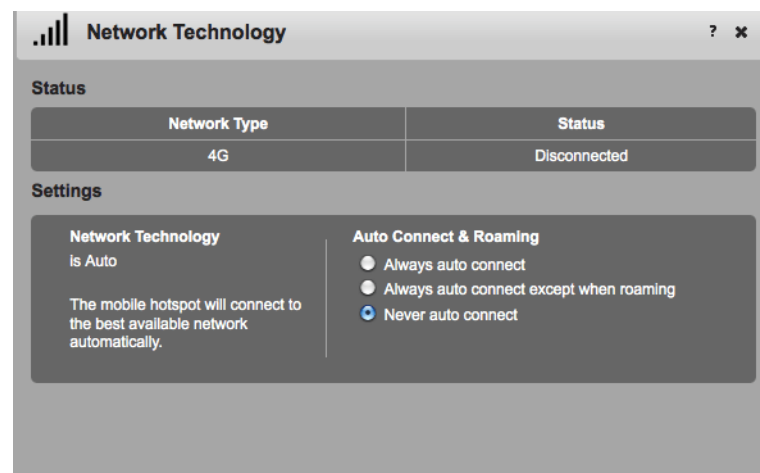 Network Technology
?
Status
Network Type Status
4G Disconnected
Settings
Network Technology
is Auto
The mobile hotspot will connect to
the best available network
automatically.
Auto Connect & Roaming
Always auto connect
Always auto connect except when roaming
Never auto connect